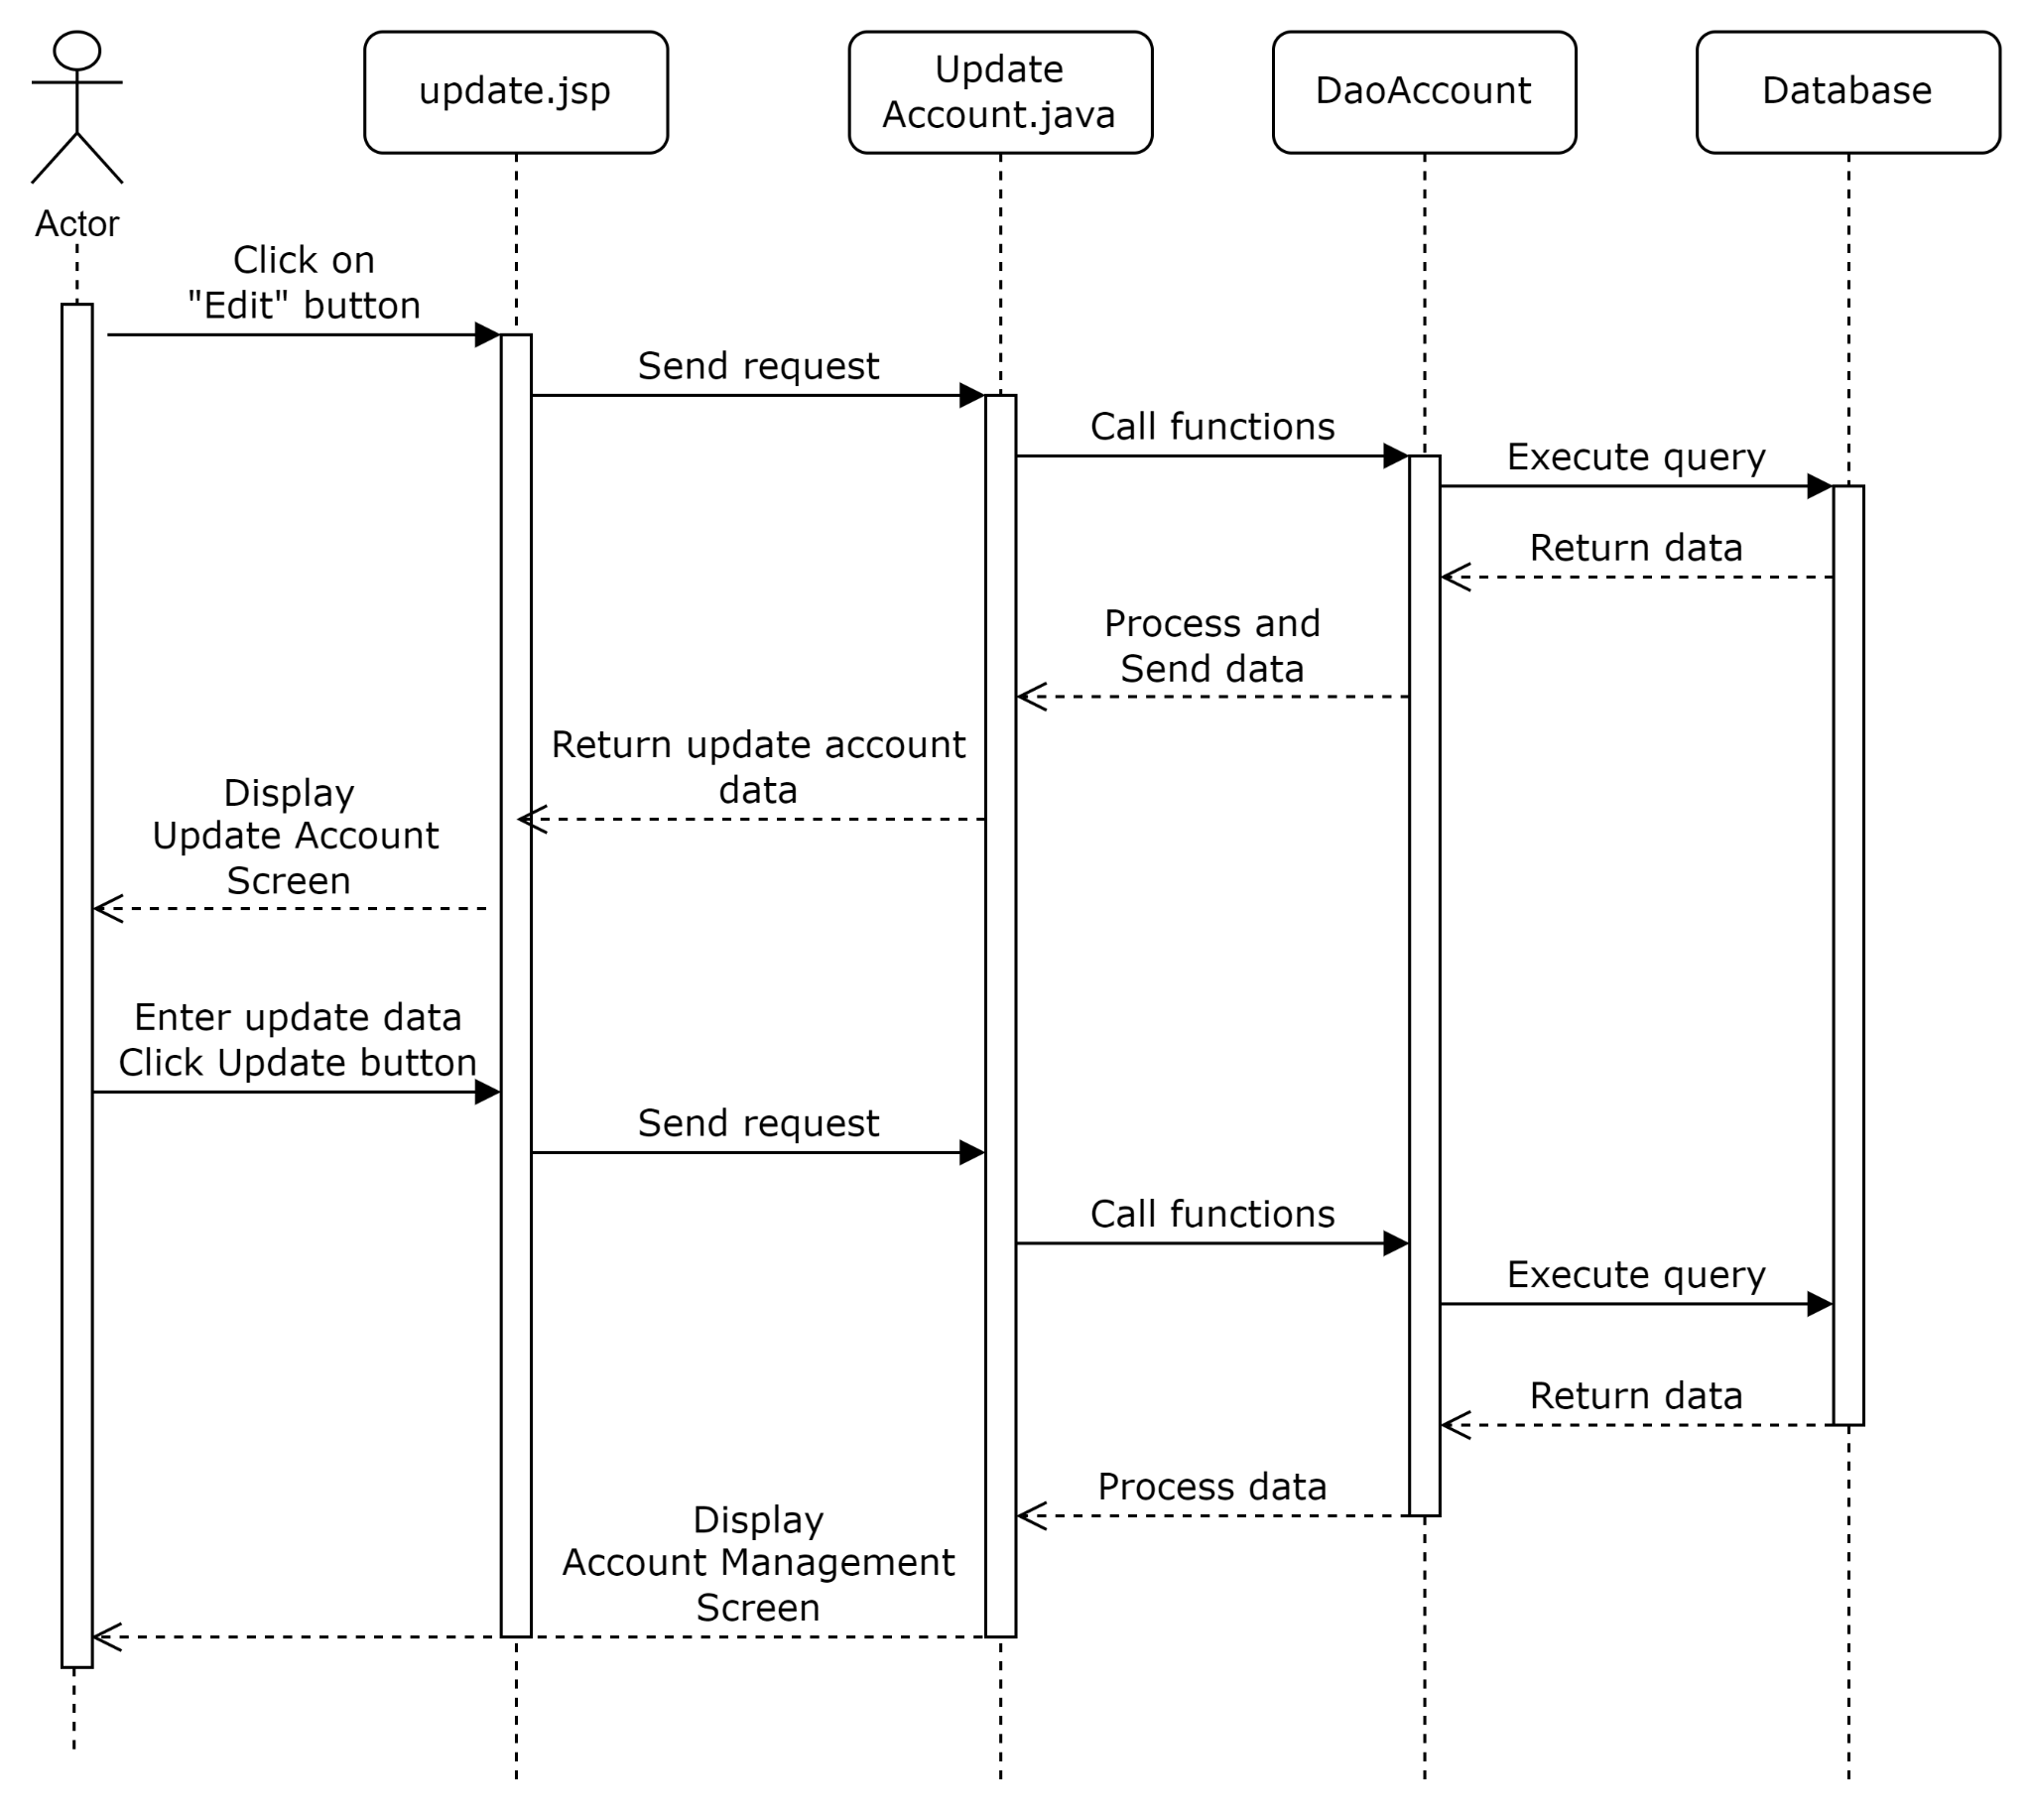 update.jsp
Update
Account.java
DaoAccount
Database
Actor
Click on
"Edit" button
Send request
Call functions
Execute query
Return data
Process and
Send data
Return update account
data
Display
Update Account
Screen
Enter update data
Click Update button
Send request
Call functions
Execute query
Return data
Process data
Display
Account Management
Screen